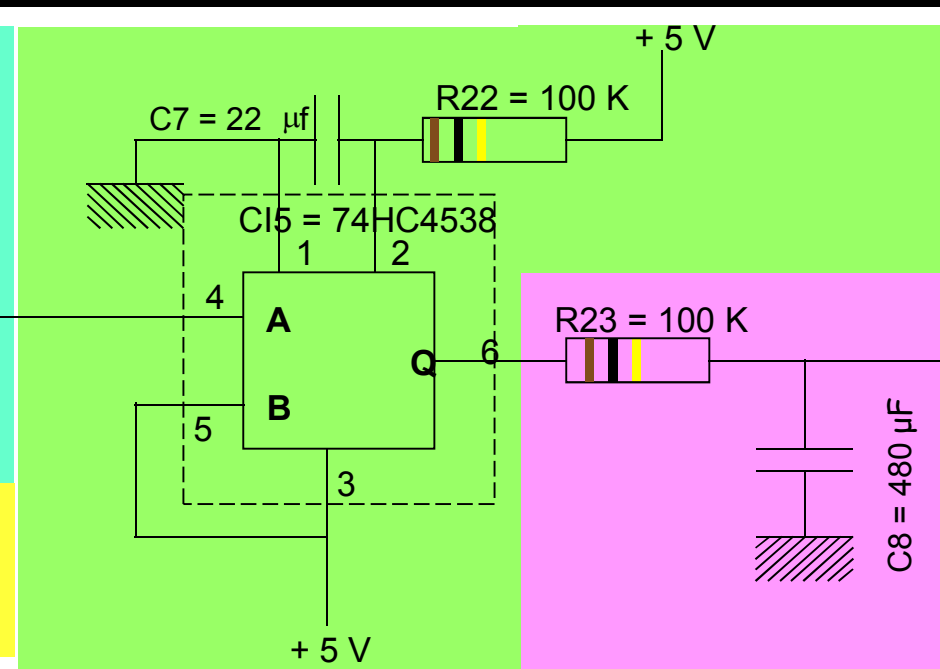 + 5 V
R22 = 100 K
C7 = 22 µf
CI5 = 74HC4538
1 2
4
A
R23 = 100 K
Q 6
B
5
3
C8 = 480 µF
+ 5 V